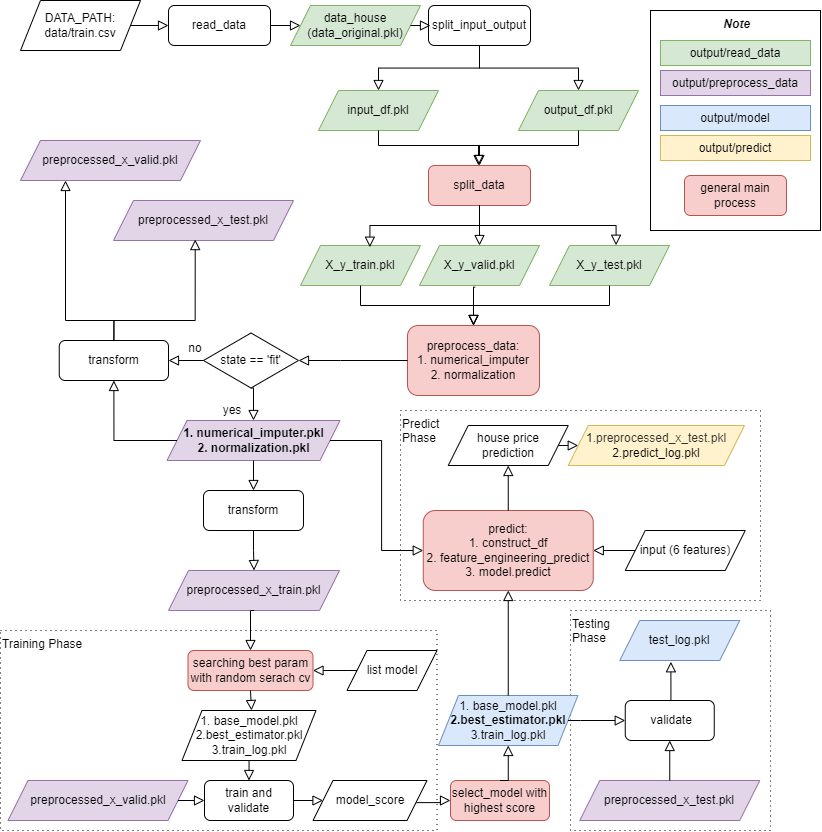 DATA_PATH:
data/train.csv
read_data
data_house
(data_original.pkl)
split_input_output
Note
output/read_data
output/preprocess_data
output/model
output/predict
general main
process
input_df.pkl
output_df.pkl
preprocessed_x_valid.pkl
split_data
preprocessed_x_test.pkl
X_y_train.pkl
X_y_valid.pkl
X_y_test.pkl
preprocess_data:
1. numerical_imputer
2. normalization
state == 'fit'
no
transform
yes
1. numerical_imputer.pkl
2. normalization.pkl
Predict
Phase
house price
prediction
1.preprocessed_x_test.pkl
2.predict_log.pkl
transform
predict:
1. construct_df
2. feature_engineering_predict
3. model.predict
input (6 features)
preprocessed_x_train.pkl
Training Phase
searching best param
with random serach cv
list model
Testing
Phase
test_log.pkl
1. base_model.pkl
2.best_estimator.pkl
3.train_log.pkl
1. base_model.pkl
2.best_estimator.pkl
3.train_log.pkl
validate
preprocessed_x_valid.pkl
train and
validate
model_score
select_model with
highest score
preprocessed_x_test.pkl